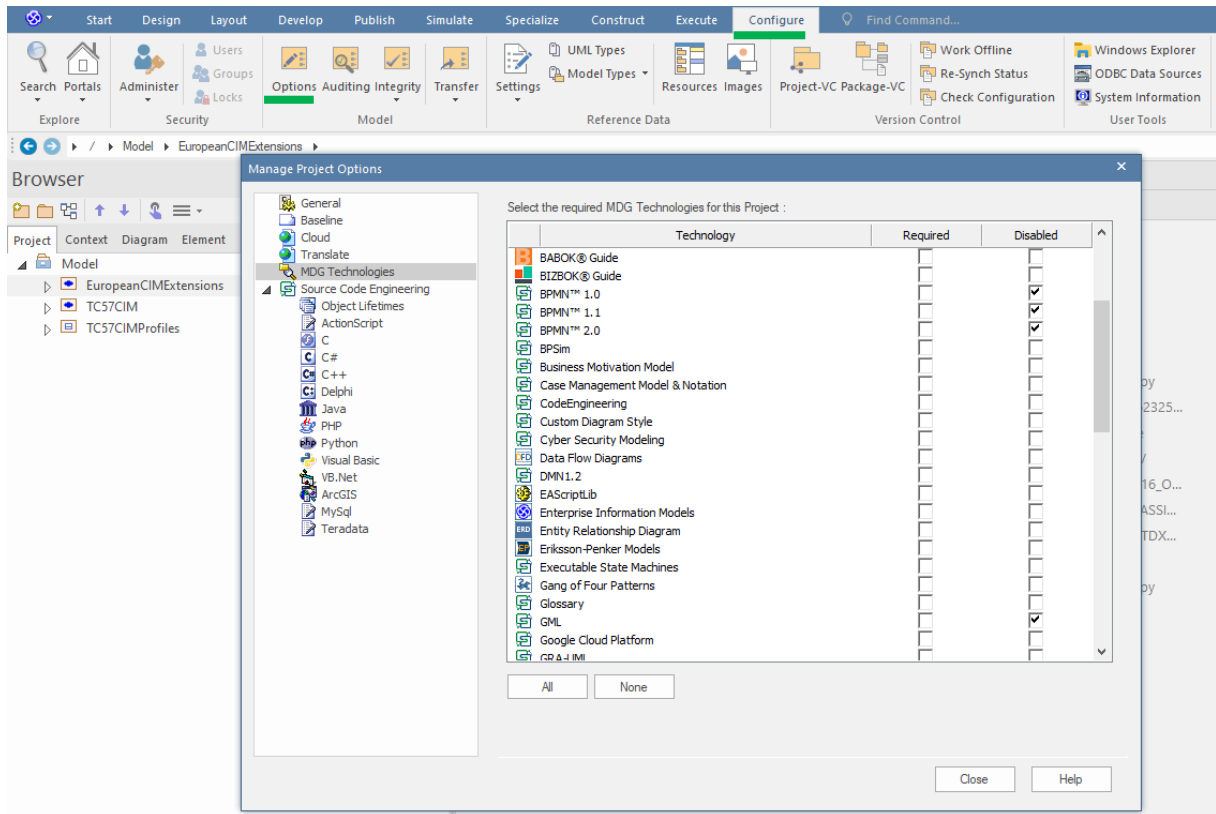 Start Design Layout Develop Publish Simulate Specialize Construct Execute Configure Find Command...
Search Portals Administer Users Groups Locks Options Auditing Integrity Transfer Settings UML Types Model Types Resources Images Project-VC Package-VC Work Offline Re-Synch Status Check Configuration Windows Explorer ODBC Data Sources System Information
Explore Security Model Reference Data Version Control User Tools
/ Model EuropeanCIMExtensions
Browser
Project Context Diagram Element
Model
EuropeanCIMExtensions
TC57CIM
TC57CIMProfiles
Manage Project Options
General
Baseline
Cloud
Translate
MDG Technologies
Source Code Engineering
Object Lifetimes
ActionScript
C
C#
C++
Delphi
Java
PHP
Python
Visual Basic
VB.Net
ArcGIS
MySql
Teradata
Select the required MDG Technologies for this Project :
Technology Required Disabled
BABOK® Guide
BIZBOK® Guide
BPMN™ 1.0
BPMN™ 1.1
BPMN™ 2.0
BPSim
Business Motivation Model
Case Management Model & Notation
CodeEngineering
Custom Diagram Style
Cyber Security Modeling
Data Flow Diagrams
DMN1.2
EAScriptLib
Enterprise Information Models
Entity Relationship Diagram
Eriksson-Penker Models
Executable State Machines
Gang of Four Patterns
Glossary
GML
Google Cloud Platform
GRA-UML
All None
Close Help
2325...
16_O...
ASSI...
TDX...